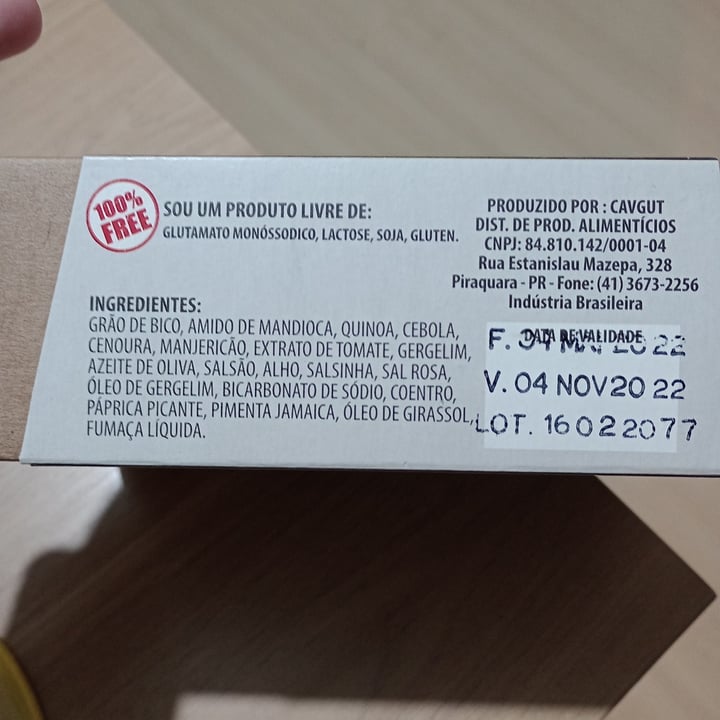 100%
FREE
SOU UM PRODUTO LIVRE DE:
GLUTAMATO MONÓSSODICO, LACTOSE, SOJA, GLUTEN.
INGREDIENTES:
GRÃO DE BICO, AMIDO DE MANDIOCA, QUINOA, CEBOLA,
CENOURA, MANJERICÃO, EXTRATO DE TOMATE, GERGELIM,
AZEITE DE OLIVA, SALSÃO, ALHO, SALSINHA, SAL ROSA,
ÓLEO DE GERGELIM, BICARBONATO DE SÓDIO, COENTRO,
PÁPRICA PICANTE, PIMENTA JAMAICA, ÓLEO DE GIRASSOL,
FUMAÇA LÍQUIDA.
PRODUZIDO POR : CAVGUT
DIST. DE PROD. ALIMENTÍCIOS
CNPJ: 84.810.142/0001-04
Rua Estanislau Mazepa, 328
Piraquara - PR - Fone: (41) 3673-2256
Indústria Brasileira
DATA DE VALIDADE
F. 04 2022
V. 04 NOV2022
LOT. 16022077